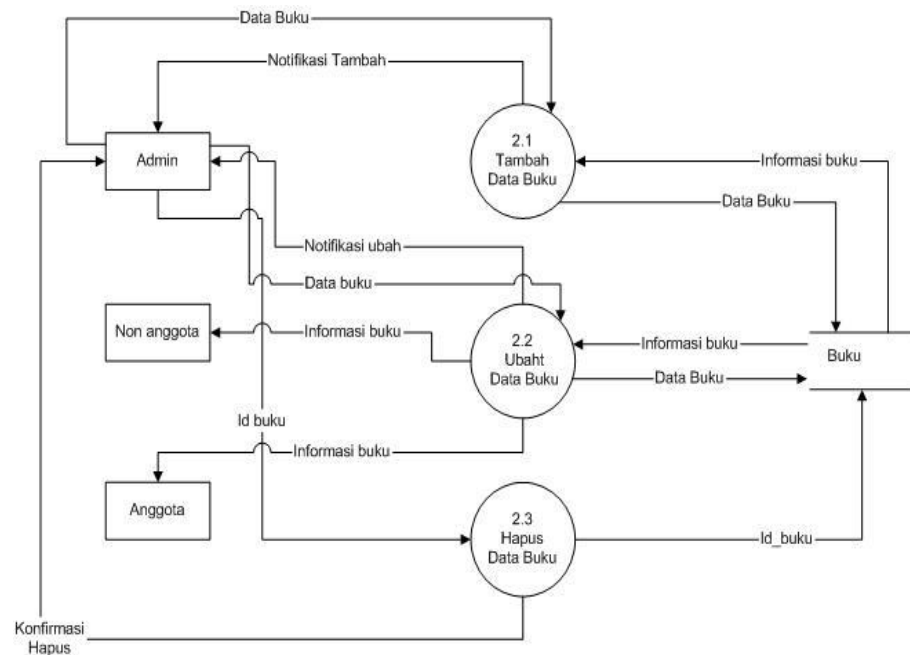 Data Buku
Notifikasi Tambah
Admin
2.1
Tambah
Data Buku
Informasi buku
Data Buku
Notifikasi ubah
Data buku
Non anggota
Informasi buku
2.2
Ubaht
Data Buku
Informasi buku
Data Buku
Buku
Id buku
Informasi buku
Anggota
2.3
Hapus
Data Buku
Id_buku
Konfirmasi
Hapus